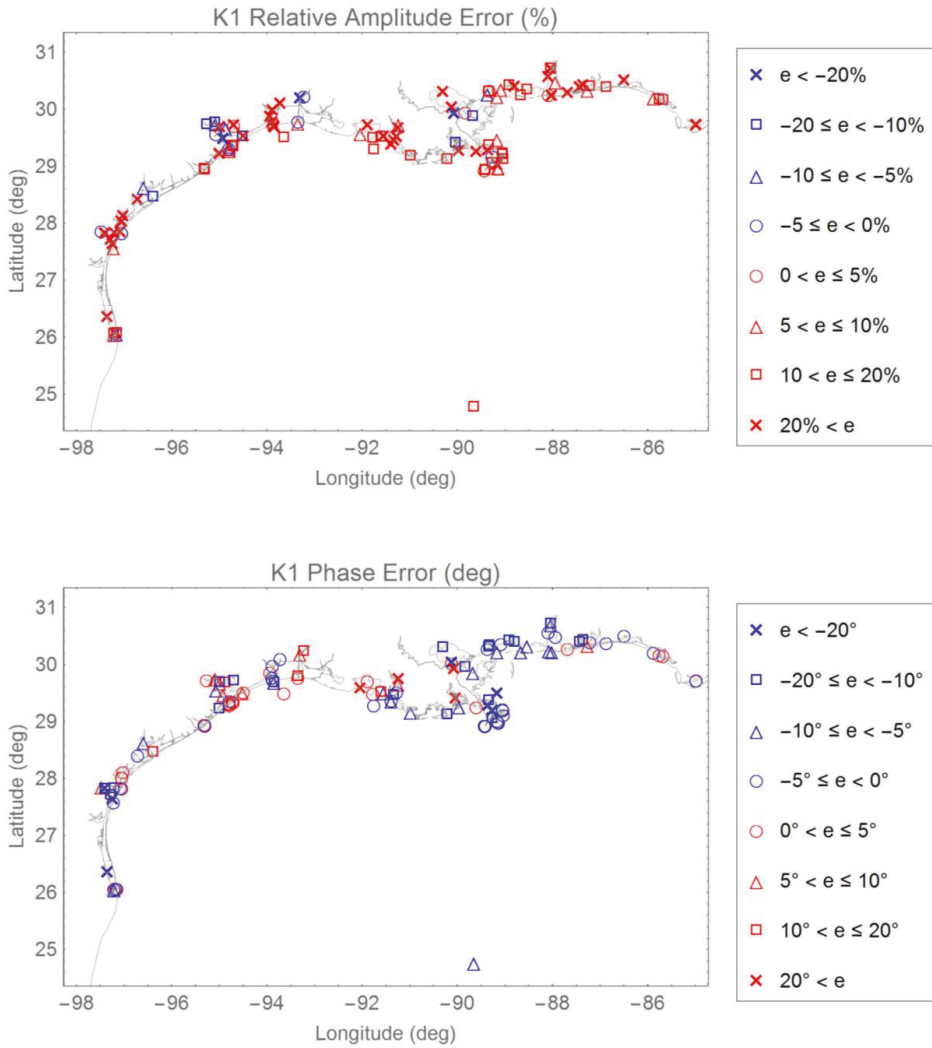 K1 Relative Amplitude Error (%)
31
30
29
28
27
26
25
Latitude (deg)
−98 −96 −94 −92 −90 −88 −86
Longitude (deg)
e < −20%
−20 ≤ e < −10%
−10 ≤ e < −5%
−5 ≤ e < 0%
0 < e ≤ 5%
5 < e ≤ 10%
10 < e ≤ 20%
20% < e
K1 Phase Error (deg)
31
30
29
28
27
26
25
Latitude (deg)
−98 −96 −94 −92 −90 −88 −86
Longitude (deg)
e < −20°
−20° ≤ e < −10°
−10° ≤ e < −5°
−5° ≤ e < 0°
0° < e ≤ 5°
5° < e ≤ 10°
10° < e ≤ 20°
20° < e